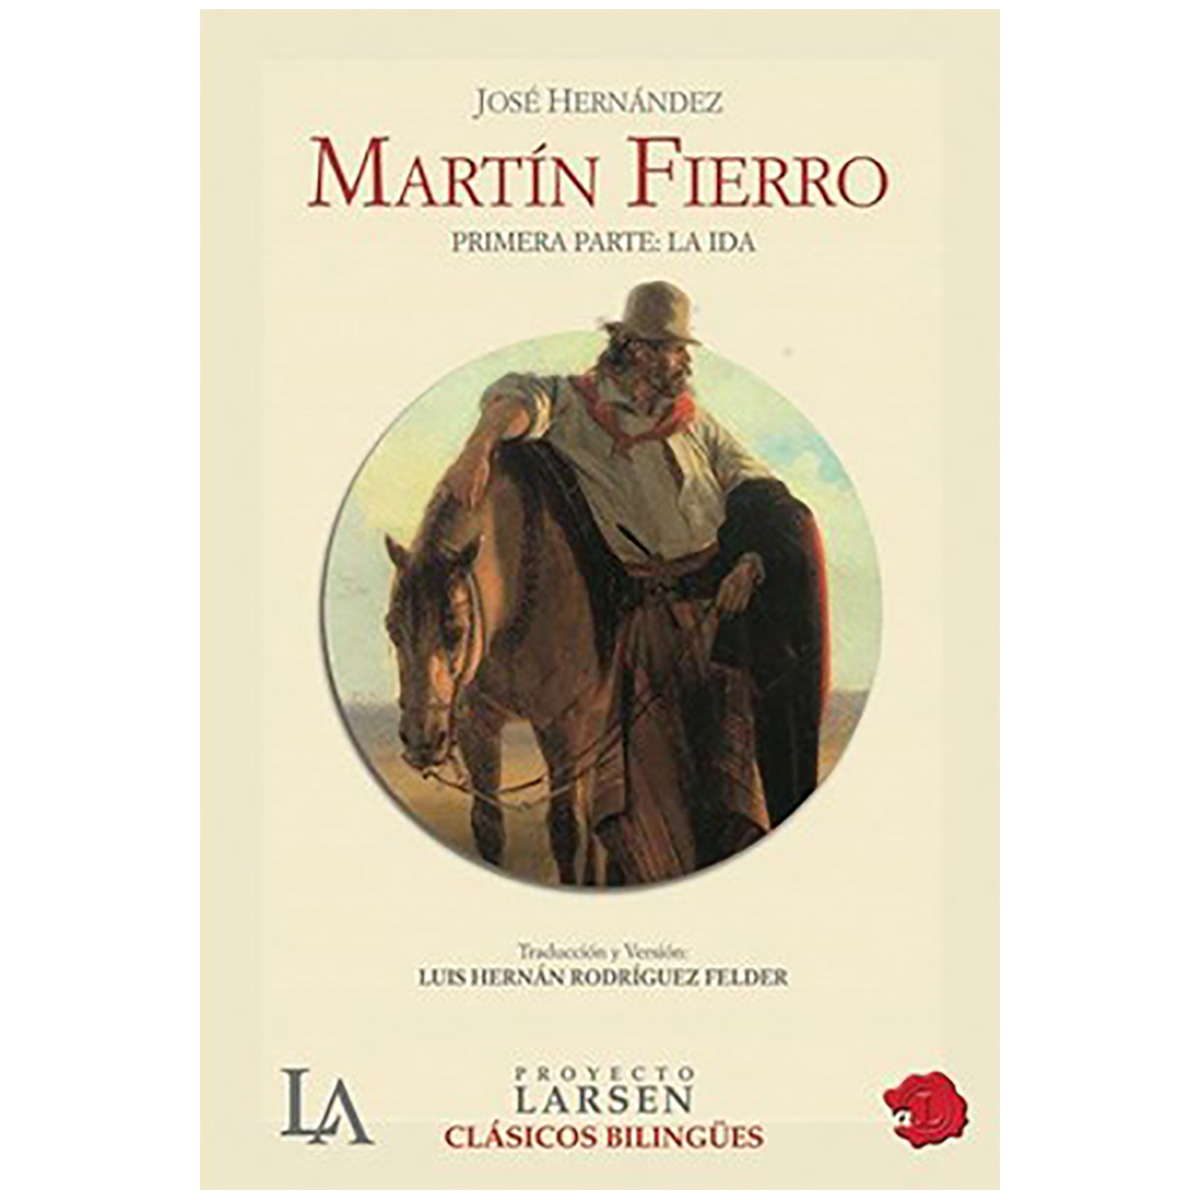 JOSÉ HERNÁNDEZ
MARTÍN FIERRO
PRIMERA PARTE: LA IDA
Traducción y Versión:
LUIS HERNÁN RODRÍGUEZ FELDER
LA
PROYECTO
LARSEN
CLÁSICOS BILINGÜES
aL